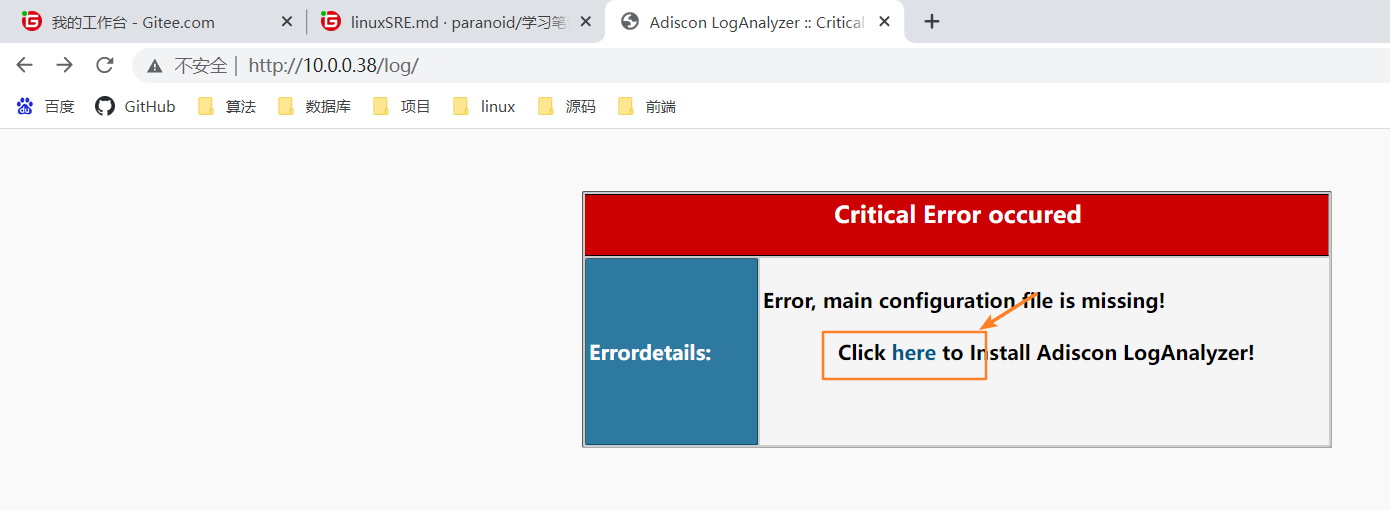 我的工作台 - Gitee.com
linuxSRE.md · paranoid/学习笔
Adiscon LogAnalyzer :: Critical
不安全 | http://10.0.0.38/log/
百度 GitHub 算法 数据库 项目 linux 源码 前端
Critical Error occured
Error, main configuration file is missing!
Errordetails:
Click here to Install Adiscon LogAnalyzer!